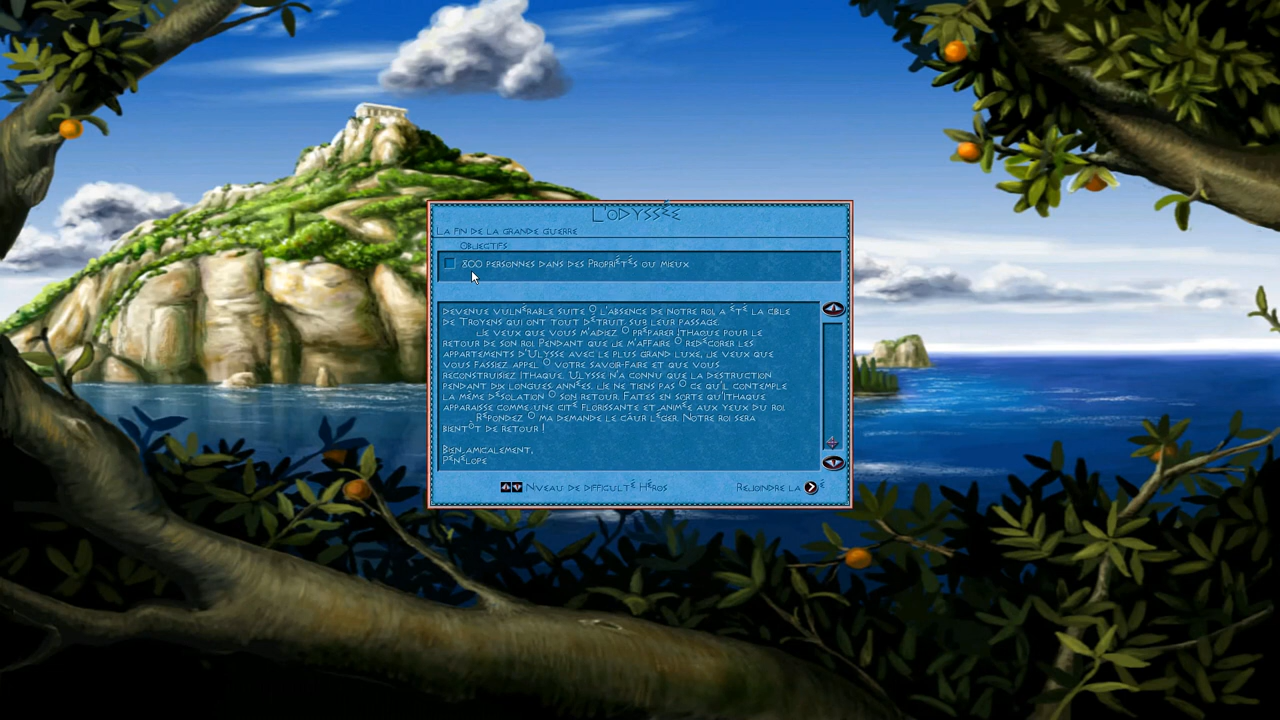 L'ODYSSÉE
LA FIN DE LA GRANDE GUERRE
OBJECTIFS
800 PERSONNES DANS DES PROPRIÉTÉS OU MIEUX
DEVENUE VULNÉRABLE SUITE O L'ABSENCE DE NOTRE ROI, A ÉTÉ LA CIBLE
DE TROYENS QUI ONT TOUT DÉTRUIT SUR LEUR PASSAGE.
JE VEUX QUE VOUS M'AIDIEZ O PRÉPARER ITHAQUE POUR LE
RETOUR DE SON ROI. PENDANT QUE JE M'AFFAIRE O REDÉCORER LES
APPARTEMENTS D'ULYSSE AVEC LE PLUS GRAND LUXE, JE VEUX QUE
VOUS FASSIEZ APPEL O VOTRE SAVOIR-FAIRE ET QUE VOUS
RECONSTRUISIEZ ITHAQUE. ULYSSE N'A CONNU QUE LA DESTRUCTION
PENDANT DIX LONGUES ANNÉES. JE NE TIENS PAS O CE QU'IL CONTEMPLE
LA MÊME DÉSOLATION O SON RETOUR. FAITES EN SORTE QU'ITHAQUE
APPARAISSE COMME UNE CITÉ FLORISSANTE ET ANIMÉE AUX YEUX DU ROI.
RÉPONDEZ O MA DEMANDE LE CÂUR LÉGER. NOTRE ROI SERA
BIENTÔT DE RETOUR !
BIEN AMICALEMENT,
PÉNÉLOPE
NIVEAU DE DIFFICULTÉ HÉROS
REJOINDRE LA É